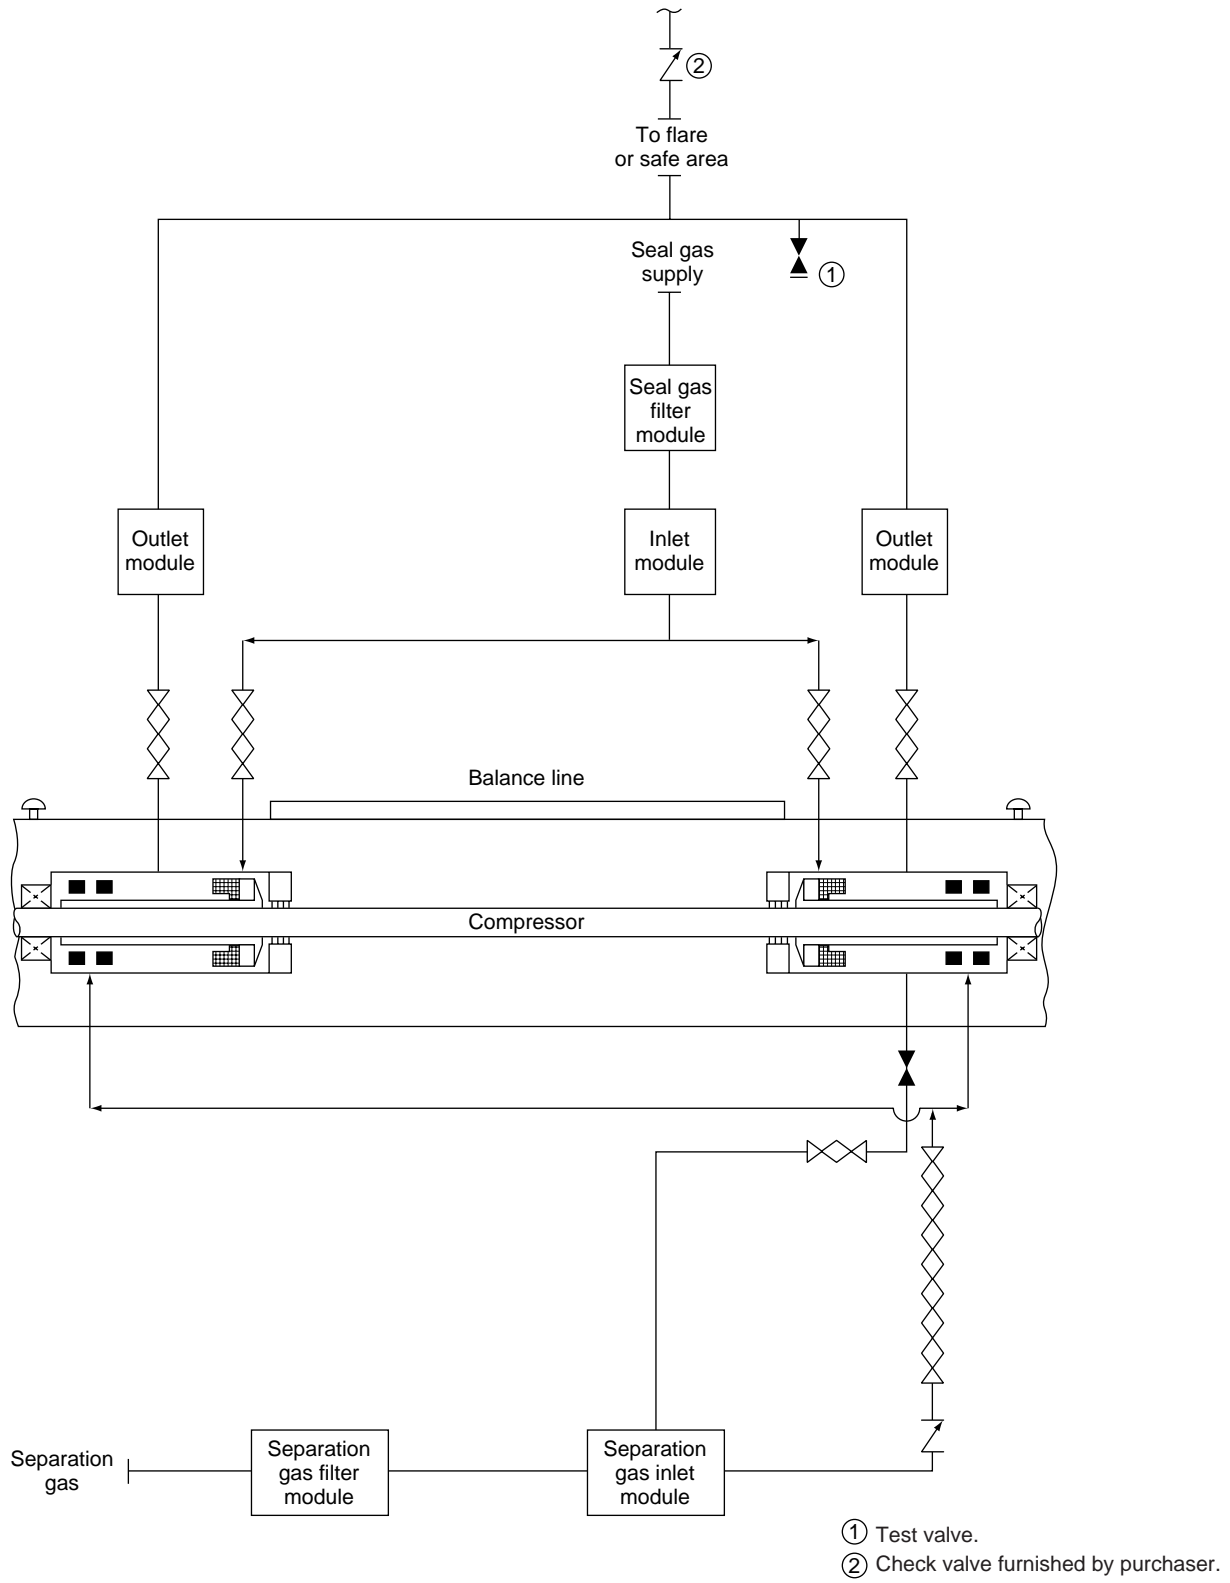 ②
To flare
or safe area
Seal gas
supply
①
Seal gas
filter
module
Outlet
module
Inlet
module
Outlet
module
Balance line
Compressor
Separation
gas
Separation
gas filter
module
Separation
gas inlet
module
① Test valve.
② Check valve furnished by purchaser.